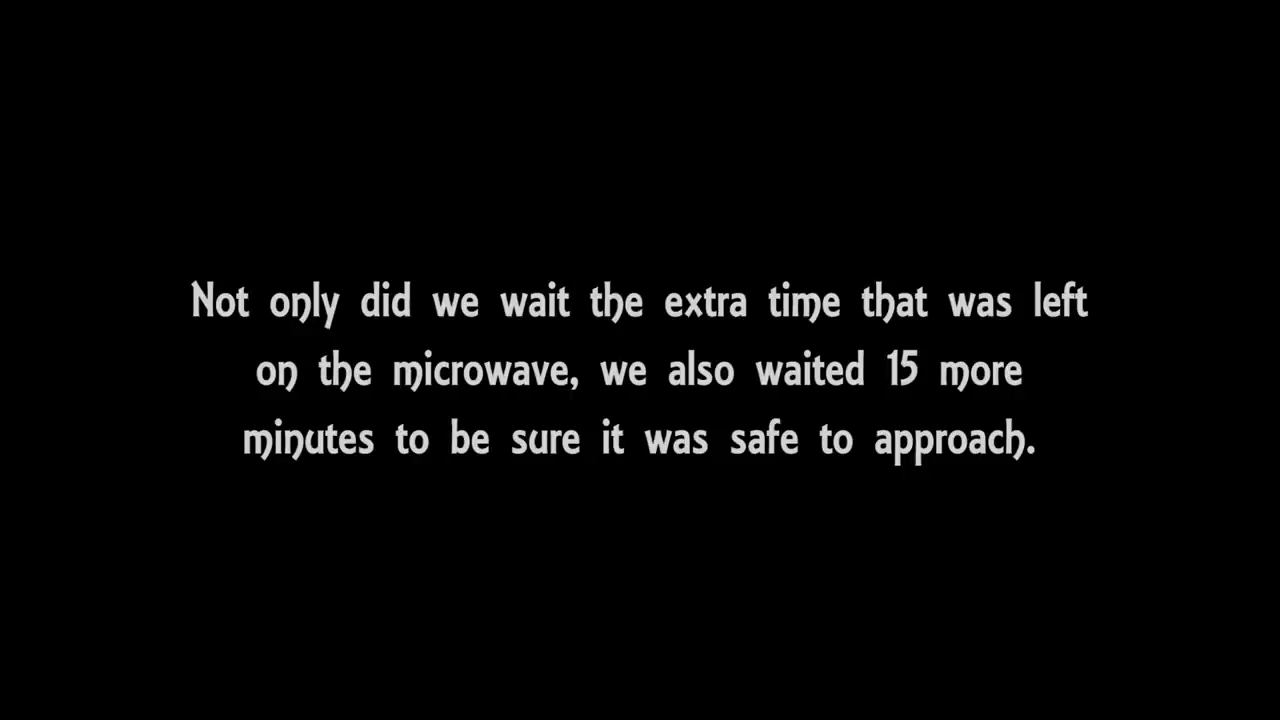 Not only did we wait the extra time that was left
on the microwave, we also waited 15 more
minutes to be sure it was safe to approach.